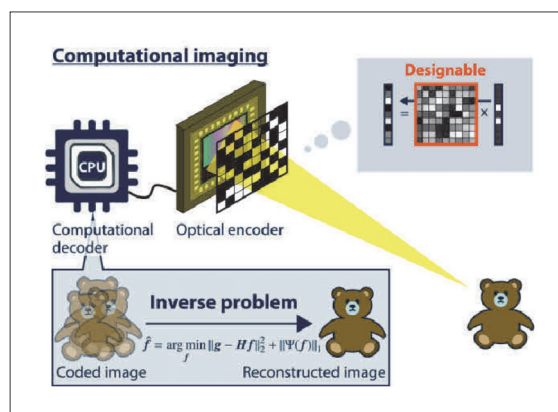 Computational imaging
Designable
=
×
CPU
Computational
decoder
Optical encoder
Inverse problem
f̂ = arg min ‖g − Hf‖₂² + ‖Ψ(f)‖₁
f
Coded image
Reconstructed image